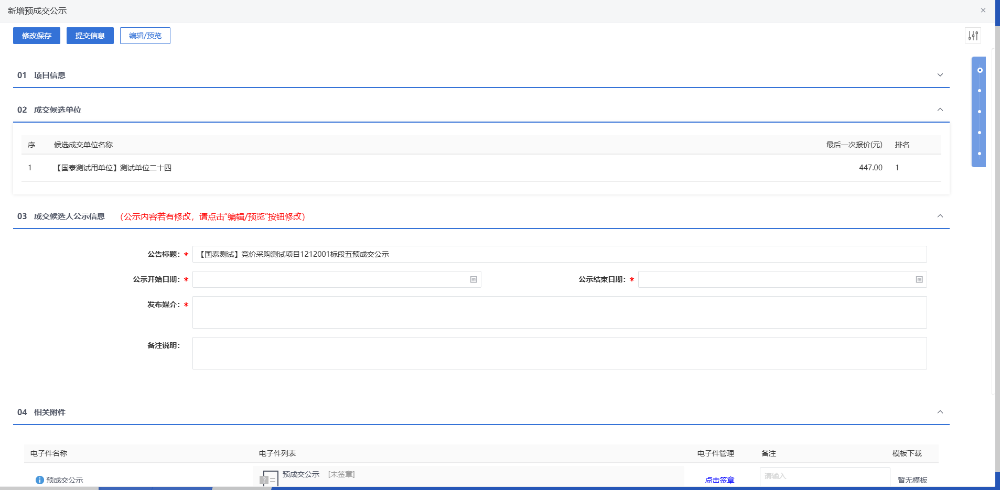 新增预成交公示
修改保存 提交信息 编辑/预览
01 项目信息
02 成交候选单位
序 候选成交单位名称 最后一次报价(元) 排名
1 【国泰测试用单位】测试单位二十四 447.00 1
03 成交候选人公示信息 (公示内容若有修改，请点击“编辑/预览”按钮修改)
公告标题：* 【国泰测试】竞价采购测试项目1212001标段五预成交公示
公示开始日期：* 公示结束日期：*
发布媒介：*
备注说明：
04 相关附件
电子件名称 电子件列表 电子件管理 备注 模板下载
预成交公示 预成交公示 [未签章] 点击签章 请输入 暂无模板